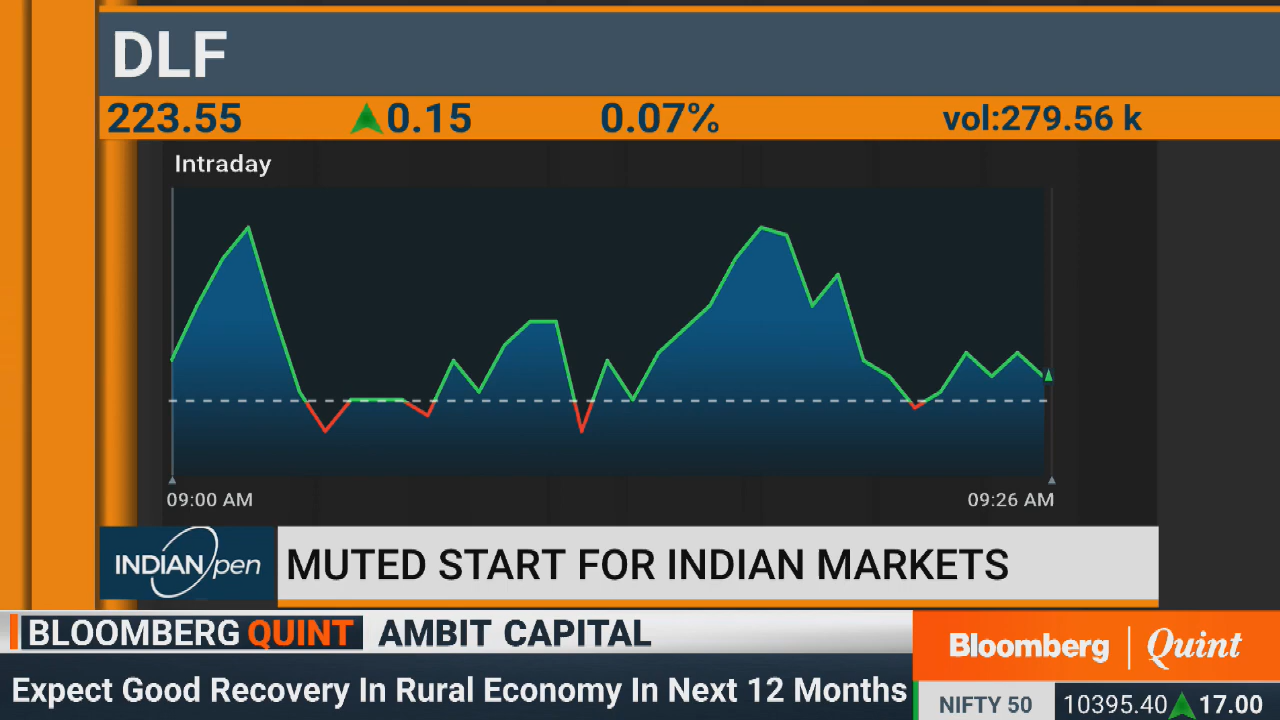 DLF
223.55 0.15 0.07% vol:279.56 k
Intraday
09:00 AM 09:26 AM
INDIAN pen MUTED START FOR INDIAN MARKETS
BLOOMBERG QUINT AMBIT CAPITAL
Expect Good Recovery In Rural Economy In Next 12 Months
Bloomberg | Quint
NIFTY 50 10395.40 17.00